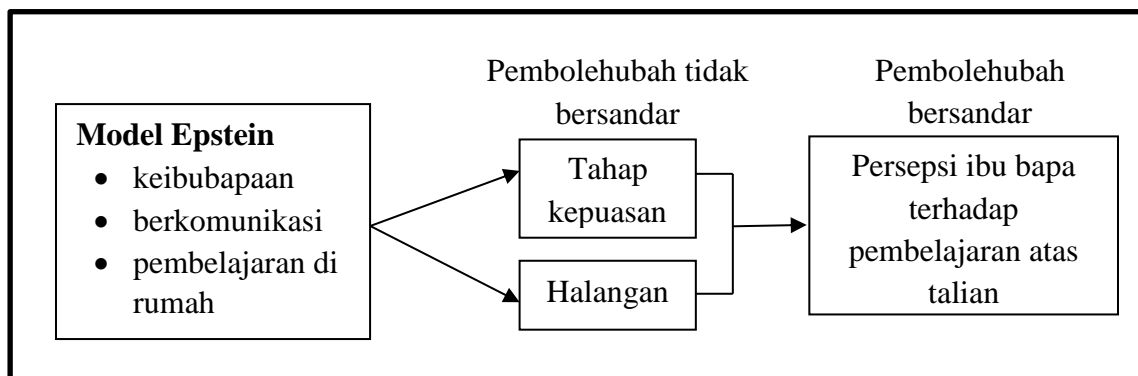 Model Epstein
• keibubapaan
• berkomunikasi
• pembelajaran di
rumah
Pembolehubah tidak
bersandar
Tahap
kepuasan
Halangan
Pembolehubah
bersandar
Persepsi ibu bapa
terhadap
pembelajaran atas
talian